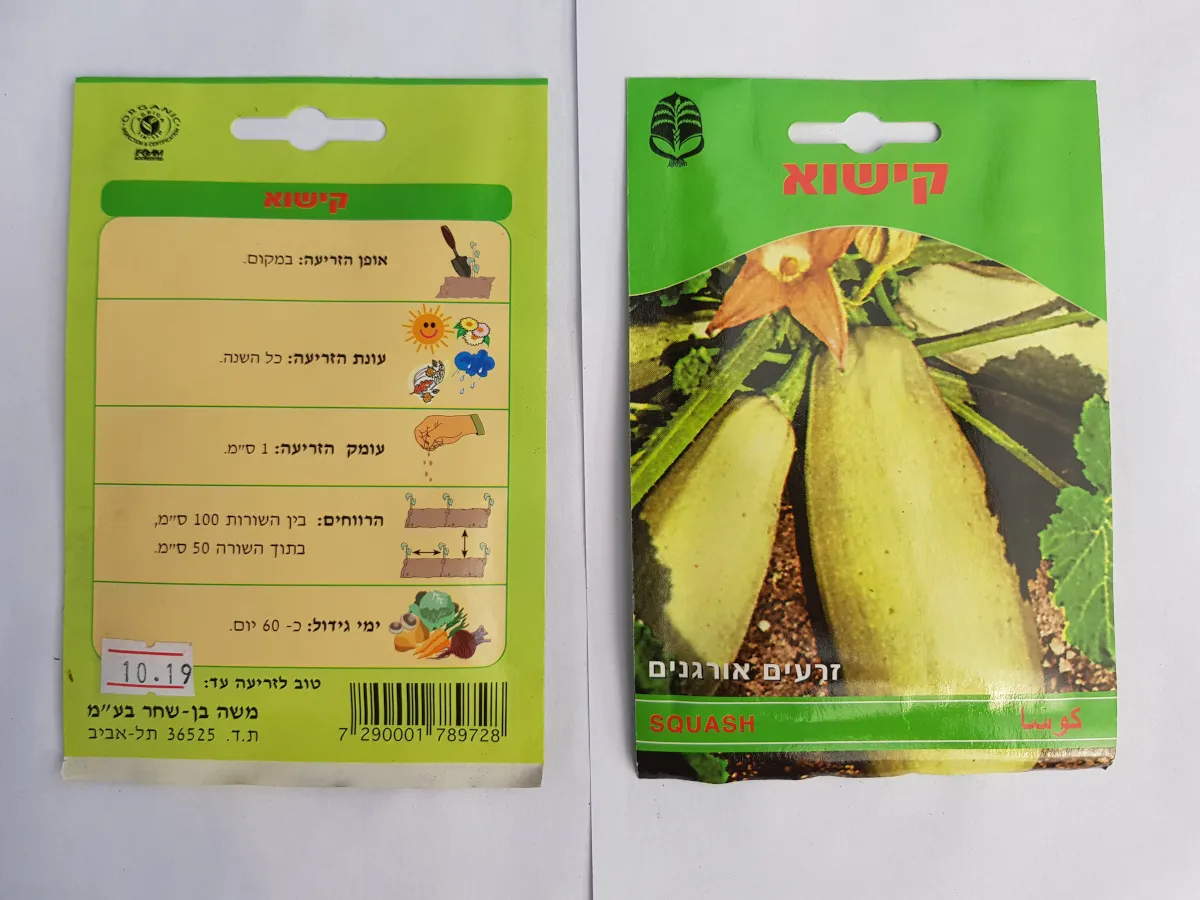 ORGANIC
קישוא
אופן הזריעה: במקום.
עונת הזריעה: כל השנה.
עומק הזריעה: 1 ס״מ.
הרווחים: בין השורות 100 ס״מ,
בתוך השורה 50 ס״מ.
ימי גידול: כ- 60 יום.
טוב לזריעה עד: 10.19
משה בן-שחר בע״מ
ת.ד. 36525 תל-אביב
7 290001 789728
קישוא
זרעים אורגנים
SQUASH كوسا